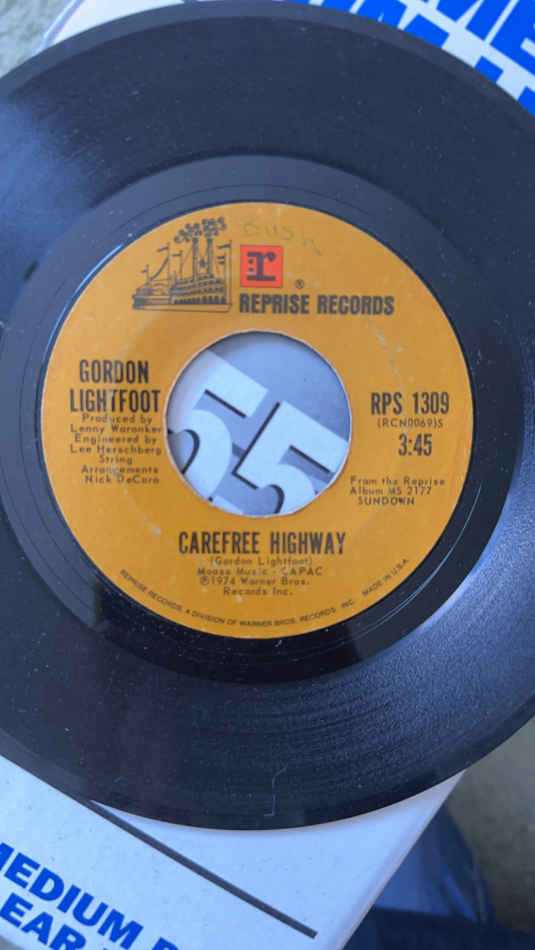 Bush
r
®
REPRISE RECORDS
GORDON
LIGHTFOOT
Produced by
Lenny Waronker
Engineered by
Lee Herschberg
String
Arrangements
Nick DeCaro
RPS 1309
(RCN0069)S
3:45
From the Reprise
Album MS 2177
SUNDOWN
55
CAREFREE HIGHWAY
(Gordon Lightfoot)
Moose Music - CAPAC
℗1974 Warner Bros.
Records Inc.
REPRISE RECORDS, A DIVISION OF WARNER BROS. RECORDS, INC. MADE IN U.S.A.
MEDIUM